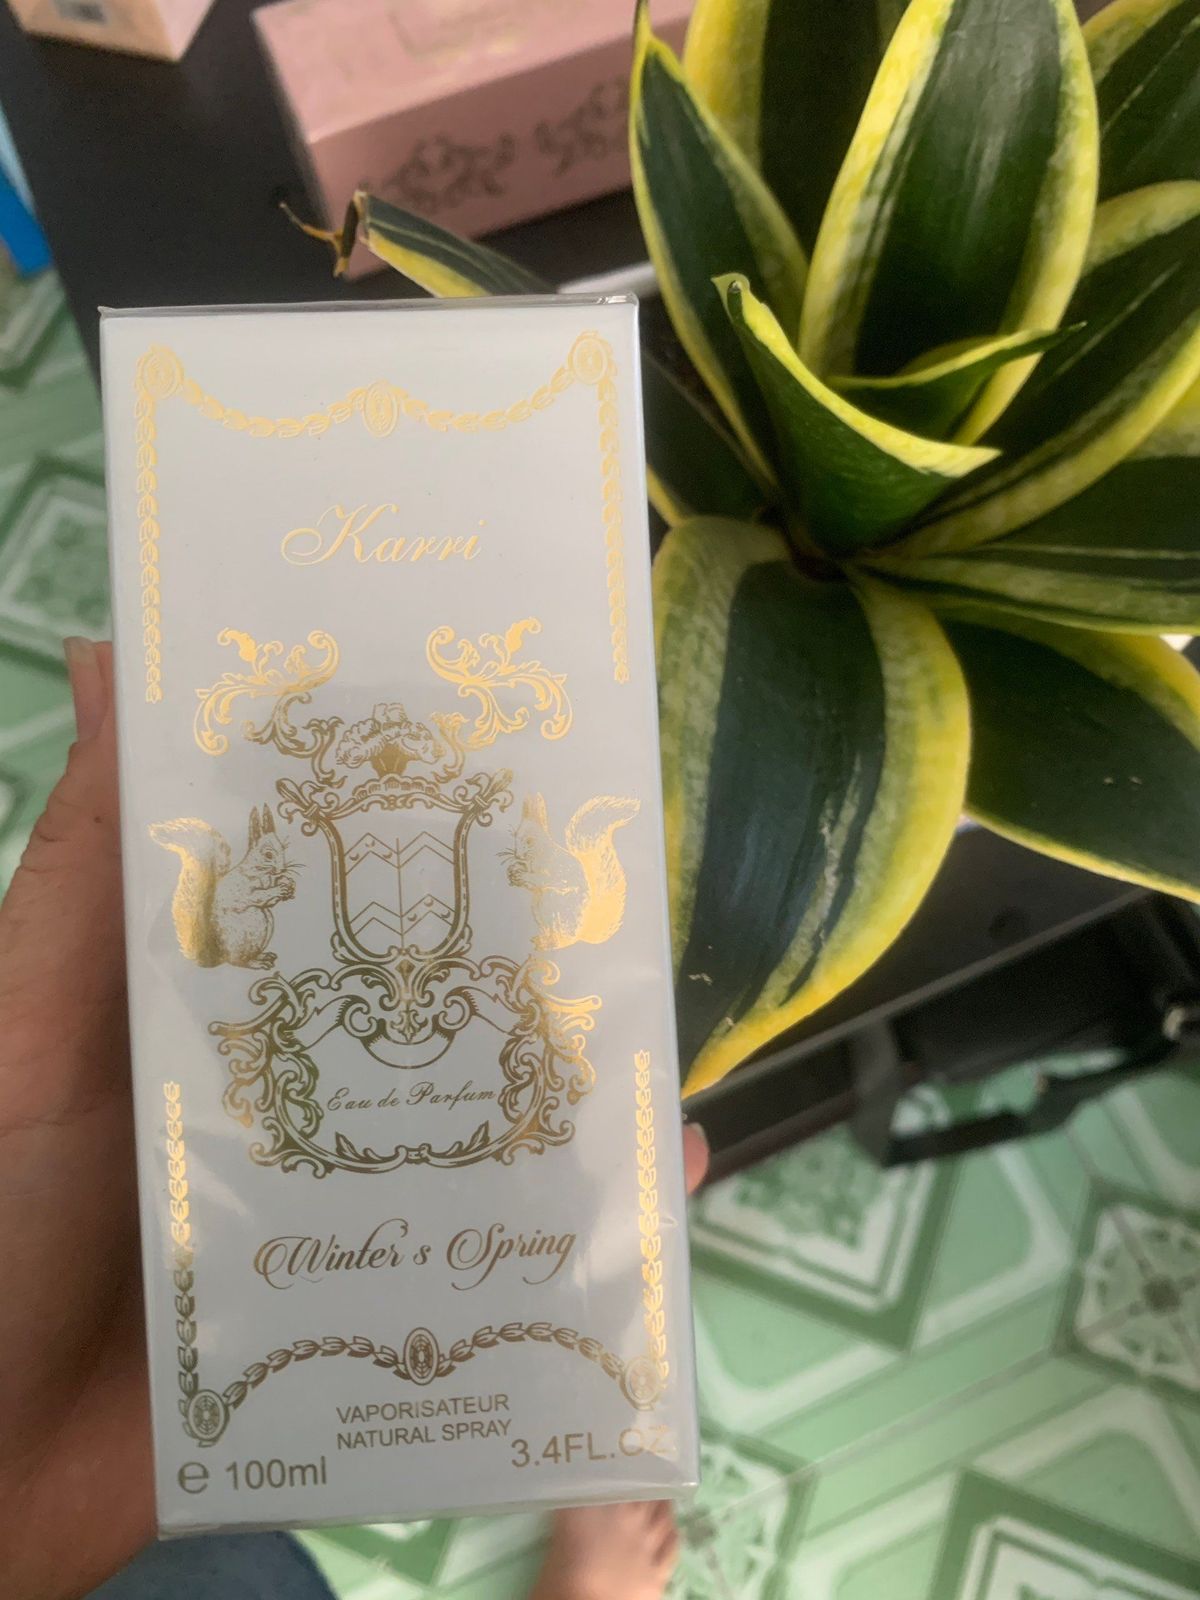 Karri
Eau de Parfum
Winter's Spring
VAPORISATEUR
NATURAL SPRAY
e 100ml
3.4FL.OZ